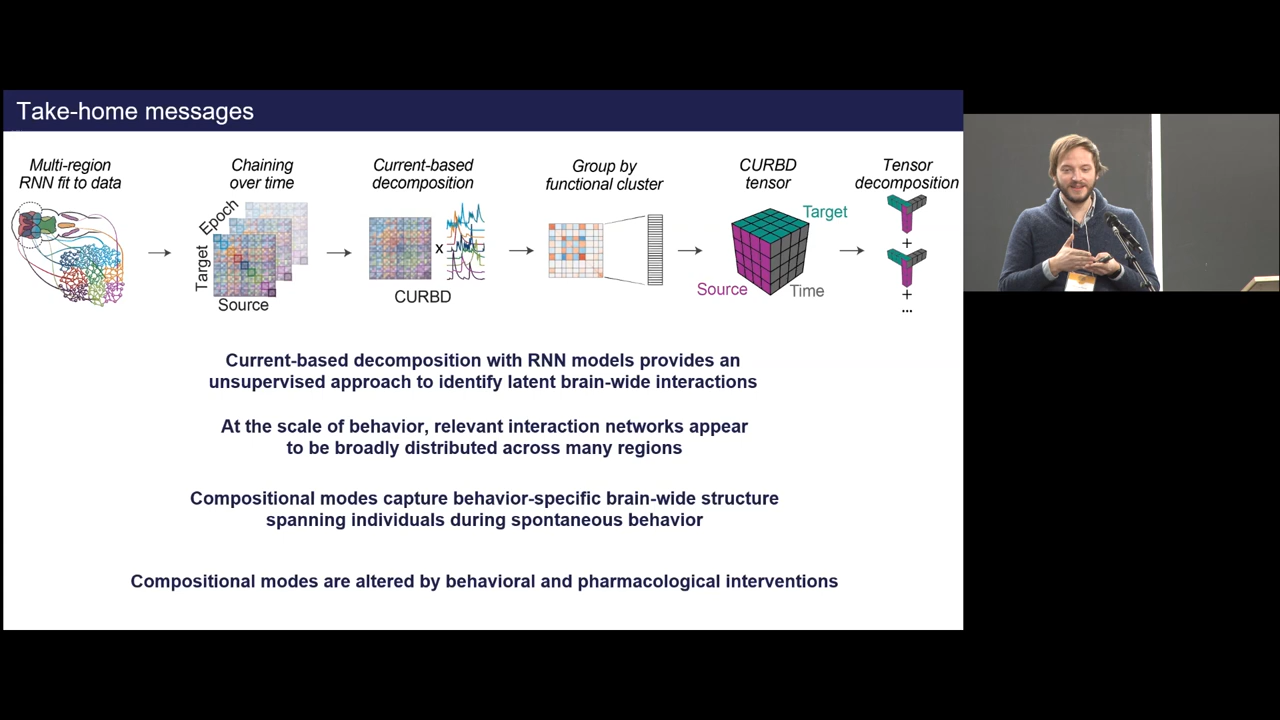 Take-home messages
Multi-region
RNN fit to data
Chaining
over time
Epoch
Target
Source
Current-based
decomposition
x
CURBD
Group by
functional cluster
CURBD
tensor
Target
Source
Time
Tensor
decomposition
+
+
...
Current-based decomposition with RNN models provides an
unsupervised approach to identify latent brain-wide interactions
At the scale of behavior, relevant interaction networks appear
to be broadly distributed across many regions
Compositional modes capture behavior-specific brain-wide structure
spanning individuals during spontaneous behavior
Compositional modes are altered by behavioral and pharmacological interventions